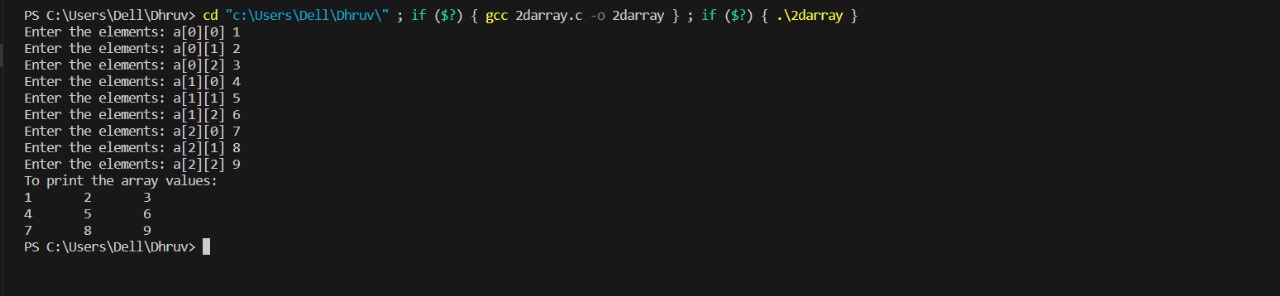 PS C:\Users\Dell\Dhruv> cd "c:\Users\Dell\Dhruv\" ; if ($?) { gcc 2darray.c -o 2darray } ; if ($?) { .\2darray }
Enter the elements: a[0][0] 1
Enter the elements: a[0][1] 2
Enter the elements: a[0][2] 3
Enter the elements: a[1][0] 4
Enter the elements: a[1][1] 5
Enter the elements: a[1][2] 6
Enter the elements: a[2][0] 7
Enter the elements: a[2][1] 8
Enter the elements: a[2][2] 9
To print the array values:
1       2       3
4       5       6
7       8       9
PS C:\Users\Dell\Dhruv>